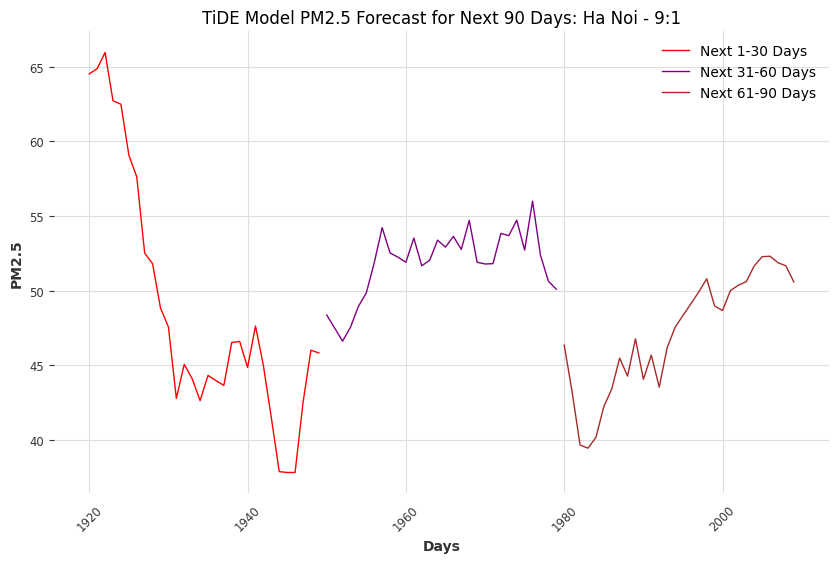 TiDE Model PM2.5 Forecast for Next 90 Days: Ha Noi - 9:1
Next 1-30 Days
Next 31-60 Days
Next 61-90 Days
PM2.5
65
60
55
50
45
40
1920
1940
1960
1980
2000
Days